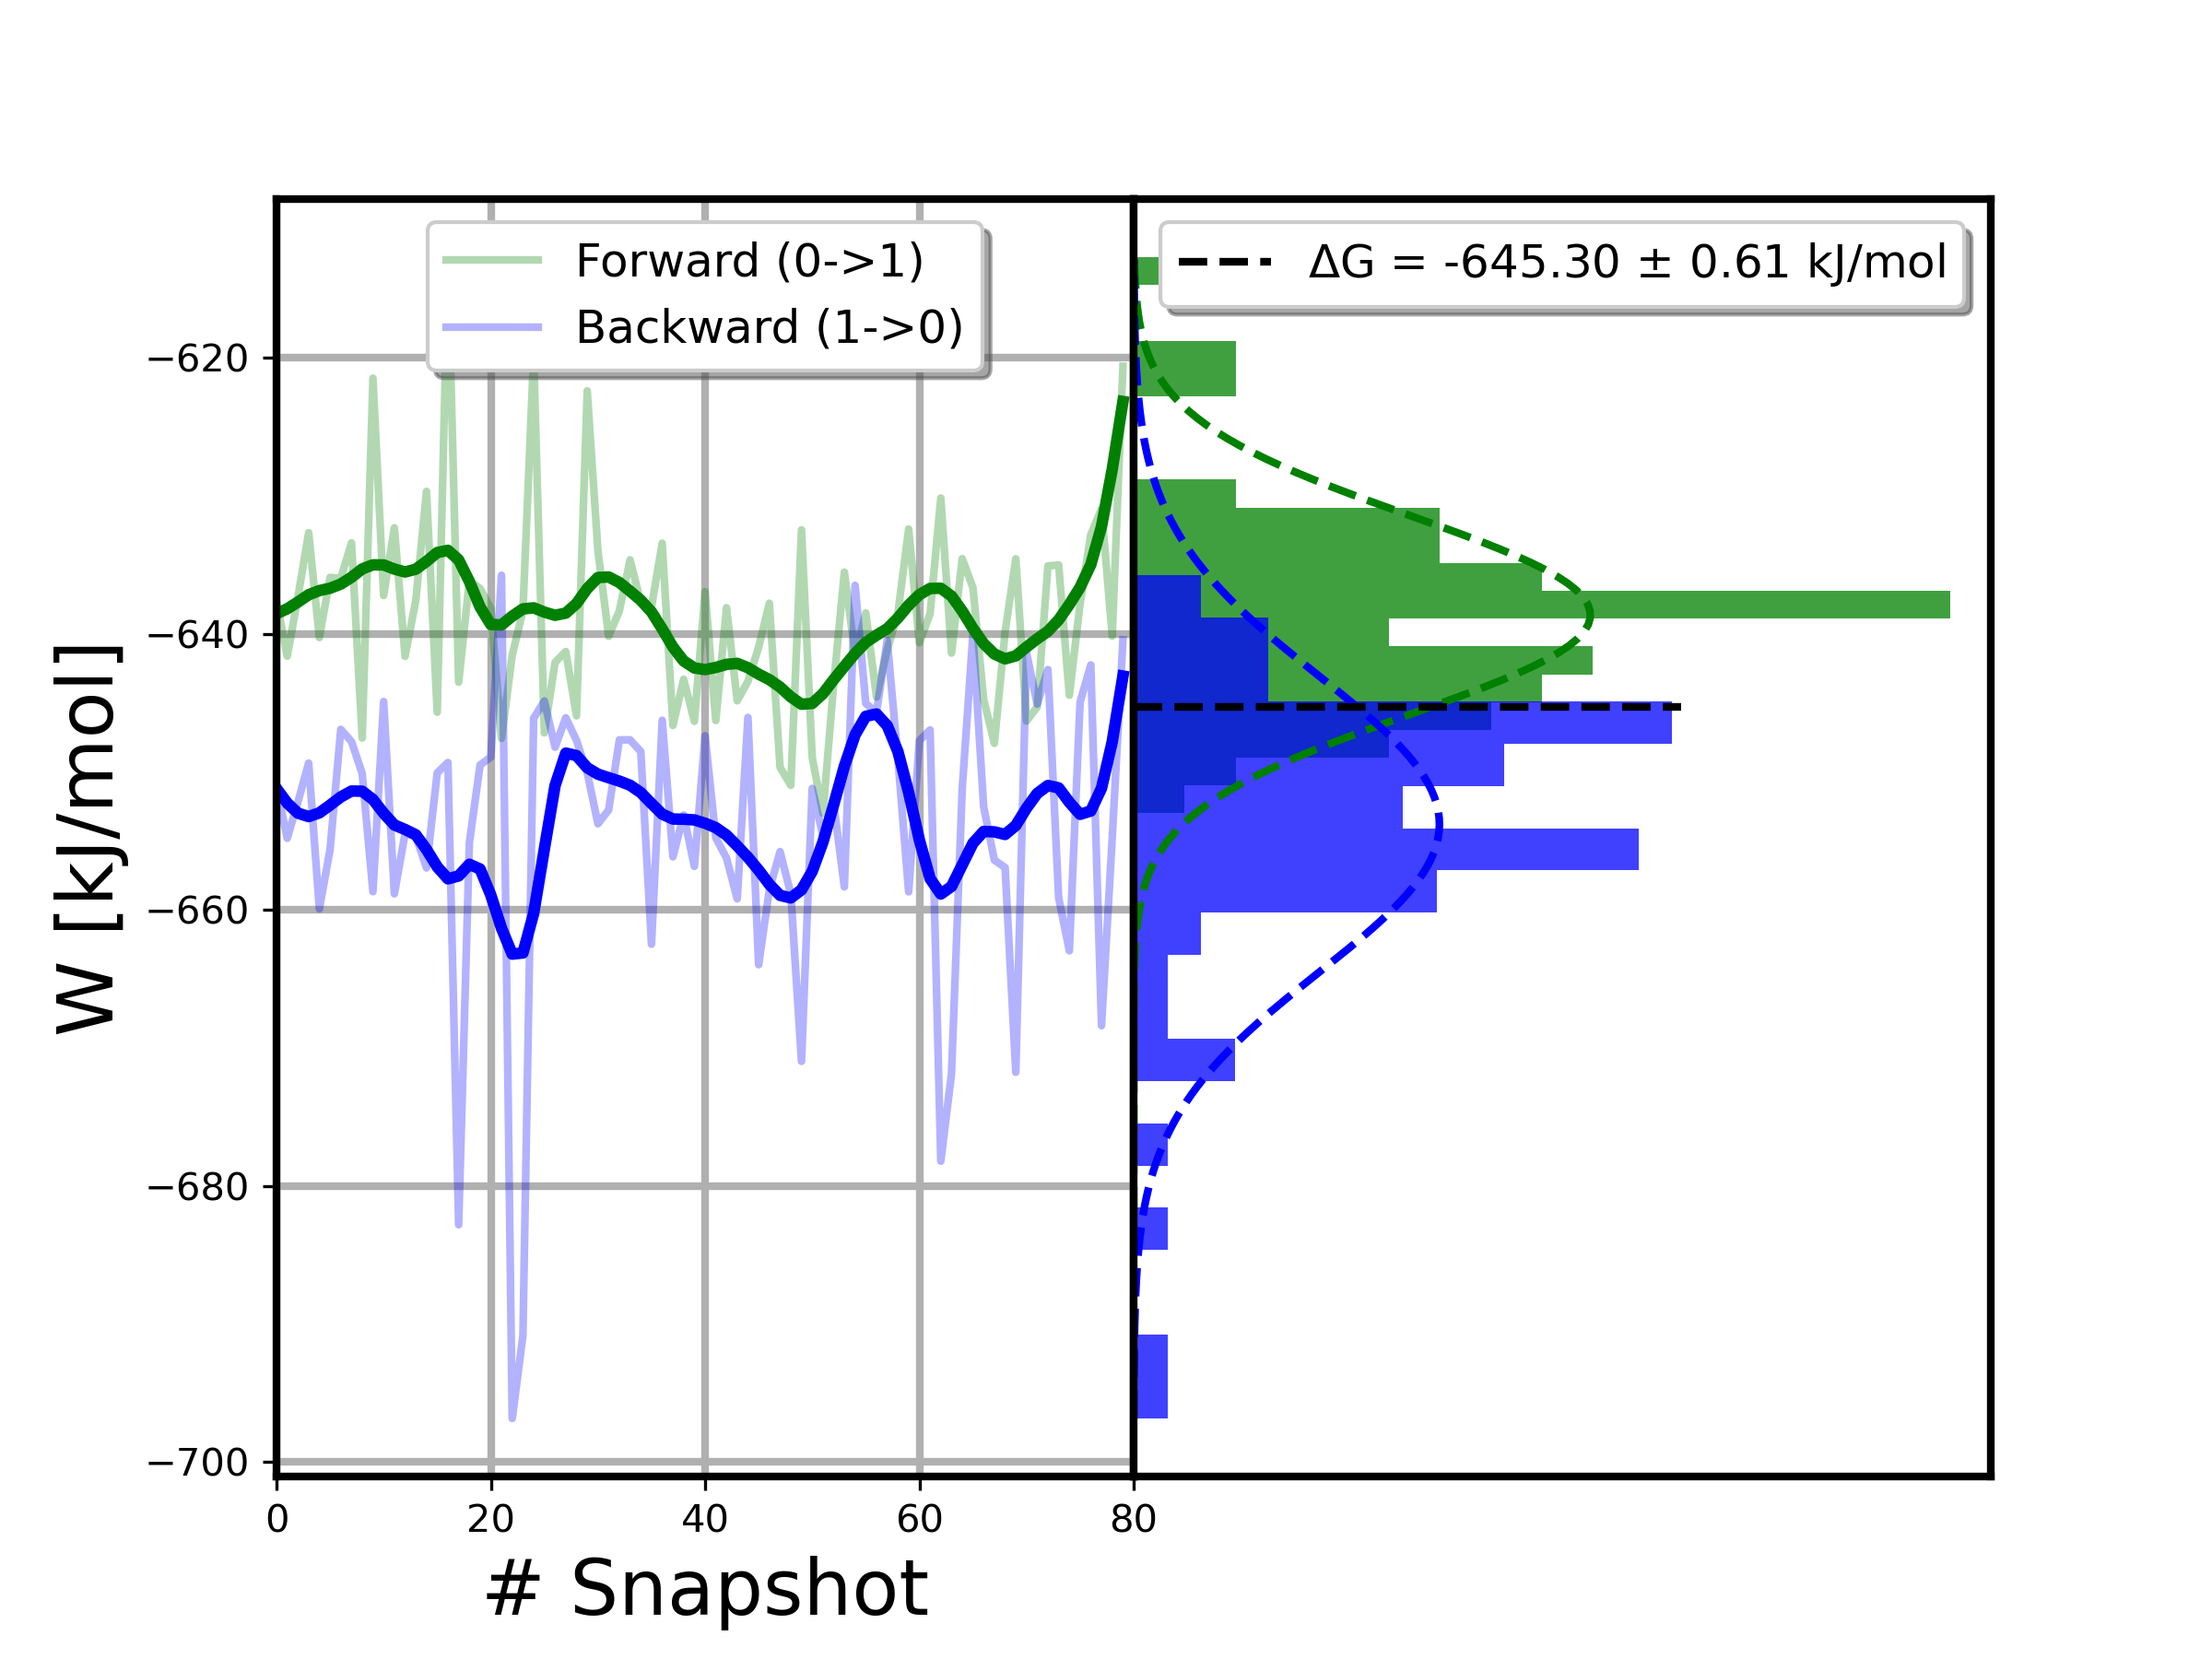 Forward (0->1)
Backward (1->0)
ΔG = -645.30 ± 0.61 kJ/mol
W [kJ/mol]
−620
−640
−660
−680
−700
0
20
40
60
80
# Snapshot